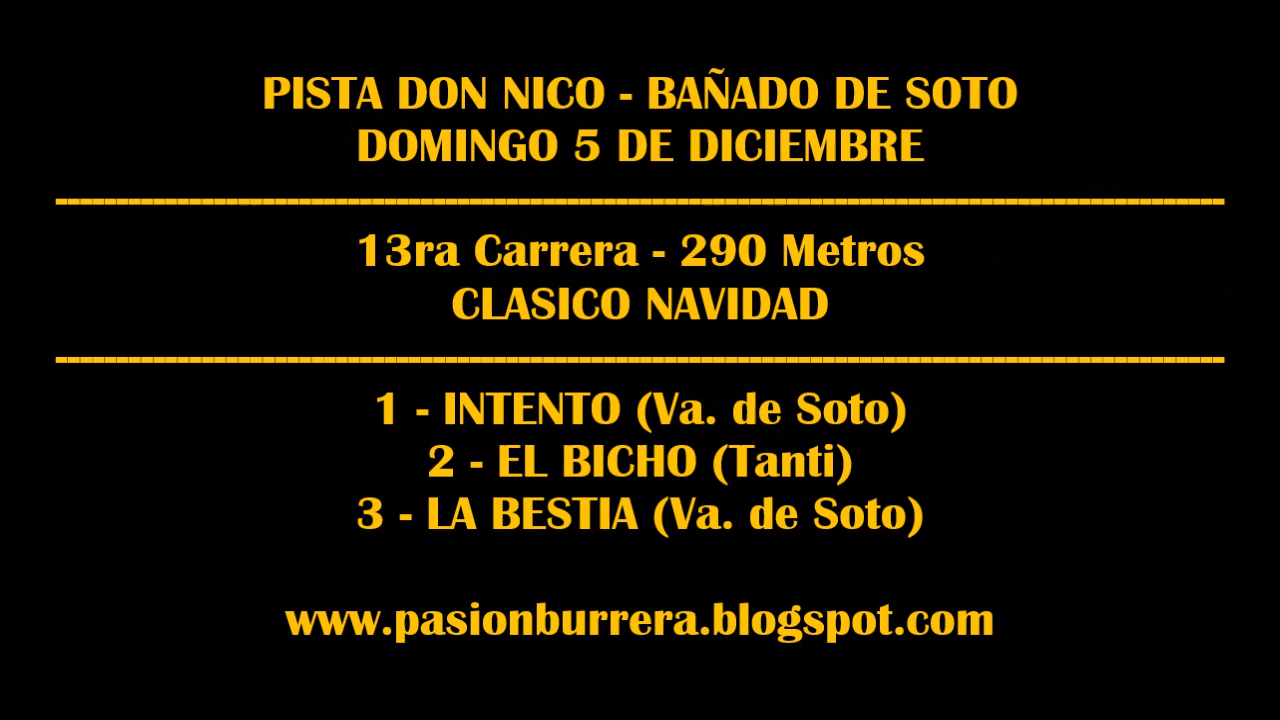 PISTA DON NICO - BAÑADO DE SOTO
DOMINGO 5 DE DICIEMBRE
13ra Carrera - 290 Metros
CLASICO NAVIDAD
1 - INTENTO (Va. de Soto)
2 - EL BICHO (Tanti)
3 - LA BESTIA (Va. de Soto)
www.pasionburrera.blogspot.com